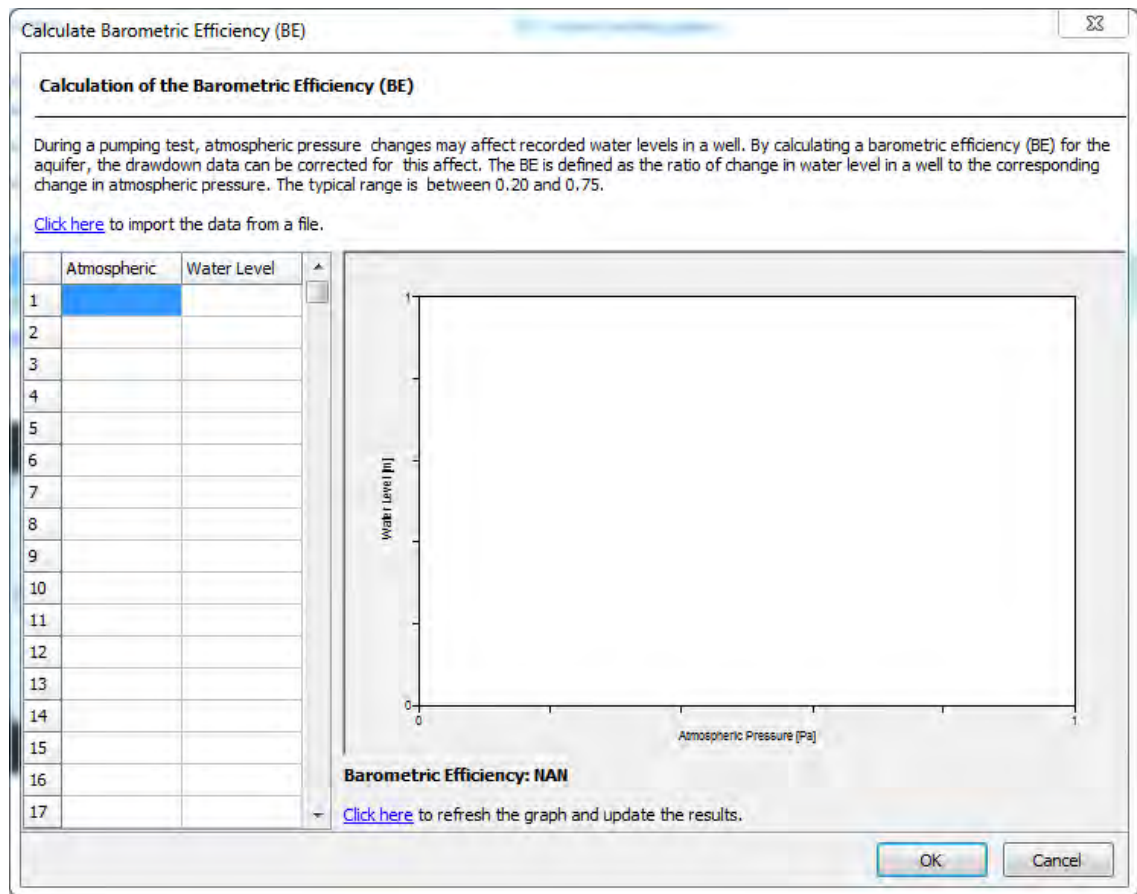 Calculate Barometric Efficiency (BE)
Calculation of the Barometric Efficiency (BE)
During a pumping test, atmospheric pressure changes may affect recorded water levels in a well. By calculating a barometric efficiency (BE) for the
aquifer, the drawdown data can be corrected for this affect. The BE is defined as the ratio of change in water level in a well to the corresponding
change in atmospheric pressure. The typical range is between 0.20 and 0.75.
Click here to import the data from a file.
Atmospheric Water Level
1
2
3
4
5
6
7
8
9
10
11
12
13
14
15
16
17
1
Water Level [m]
0
0 1
Atmospheric Pressure [Pa]
Barometric Efficiency: NAN
Click here to refresh the graph and update the results.
OK Cancel